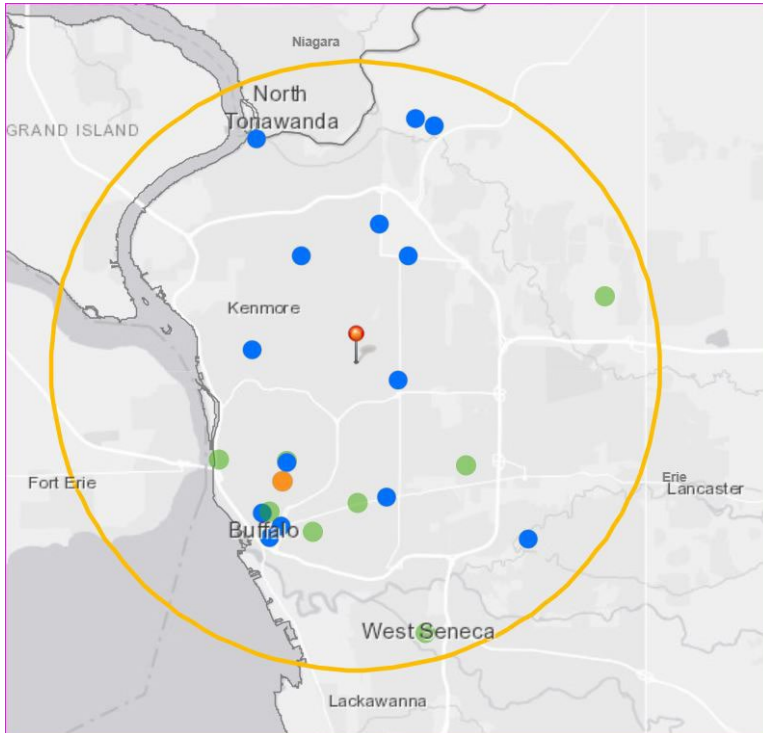 Niagara
North
Tonawanda
GRAND ISLAND
Kenmore
Fort Erie
Erie
Lancaster
Buffalo
West Seneca
Lackawanna